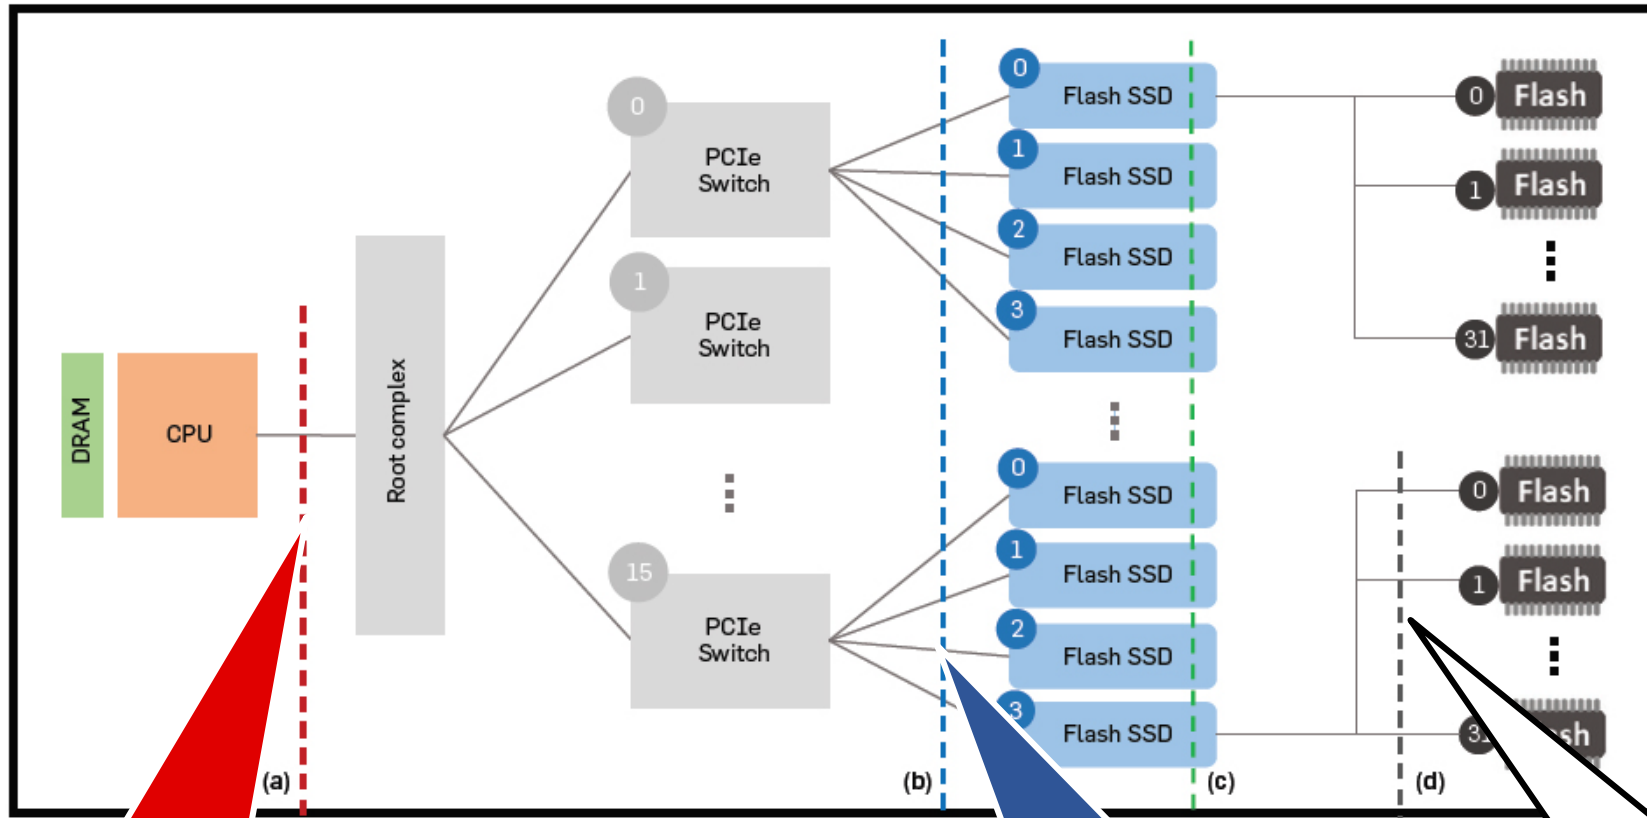 DRAM
CPU
Root complex
0
PCIe
Switch
1
PCIe
Switch
15
PCIe
Switch
0
Flash SSD
1
Flash SSD
2
Flash SSD
3
Flash SSD
0
Flash SSD
1
Flash SSD
2
Flash SSD
3
Flash SSD
0
Flash
1
Flash
31
Flash
0
Flash
1
Flash
(a)
(b)
(c)
(d)